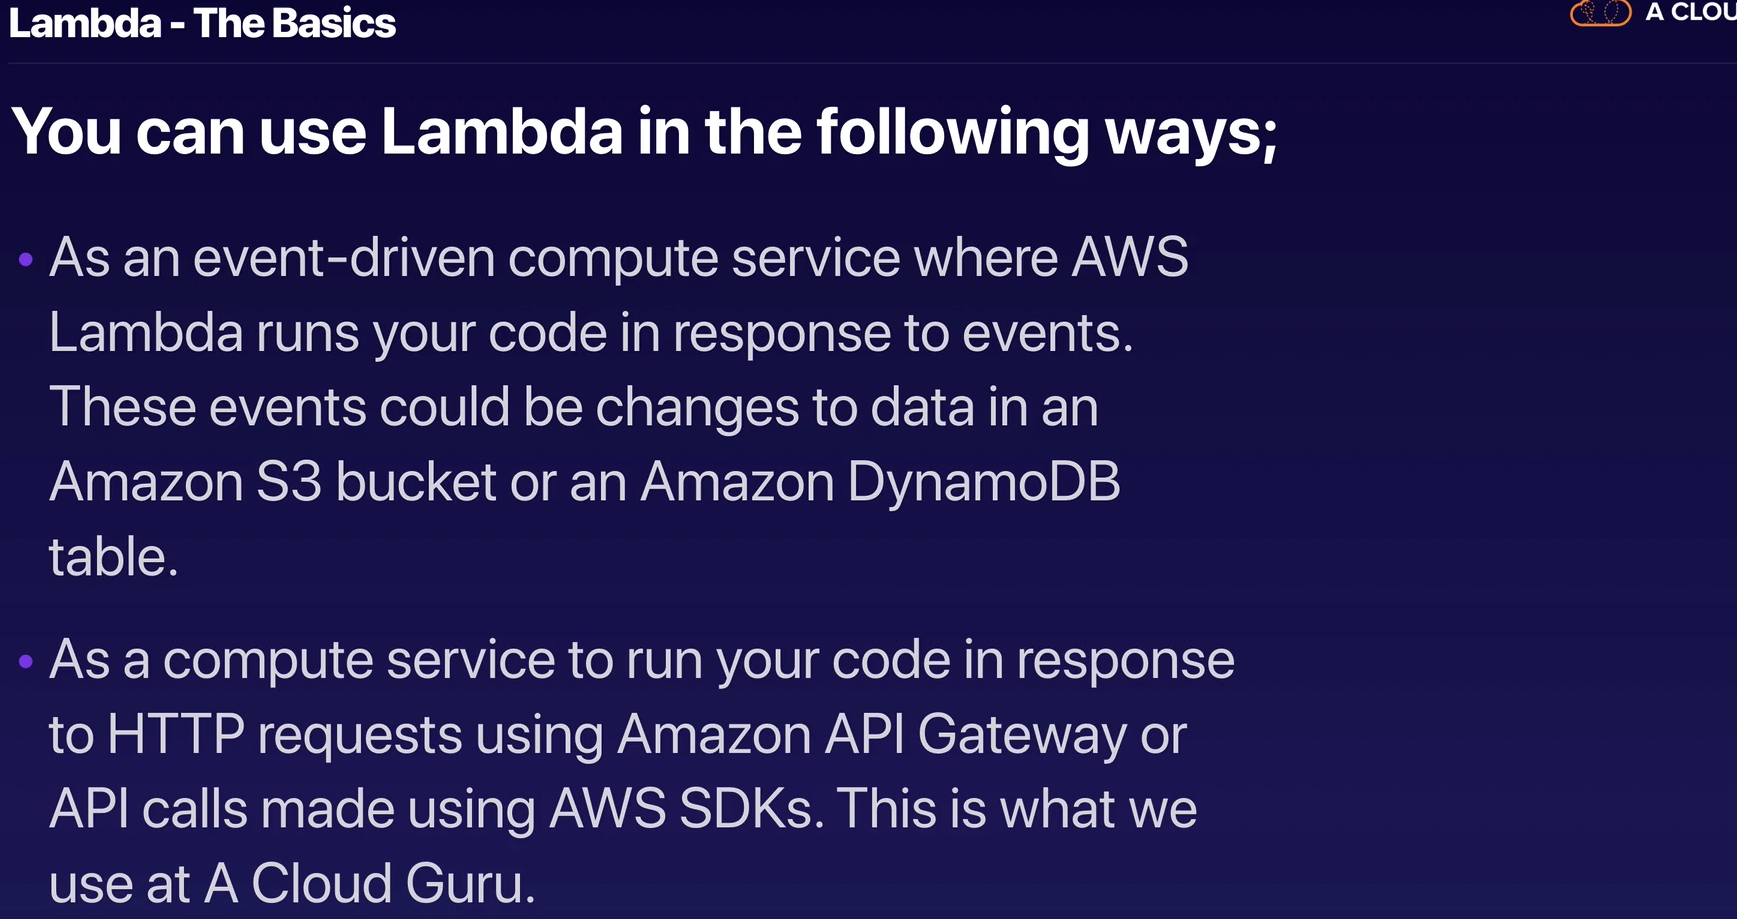 Lambda - The Basics
A CLOU
You can use Lambda in the following ways;
• As an event-driven compute service where AWS
Lambda runs your code in response to events.
These events could be changes to data in an
Amazon S3 bucket or an Amazon DynamoDB
table.
• As a compute service to run your code in response
to HTTP requests using Amazon API Gateway or
API calls made using AWS SDKs. This is what we
use at A Cloud Guru.